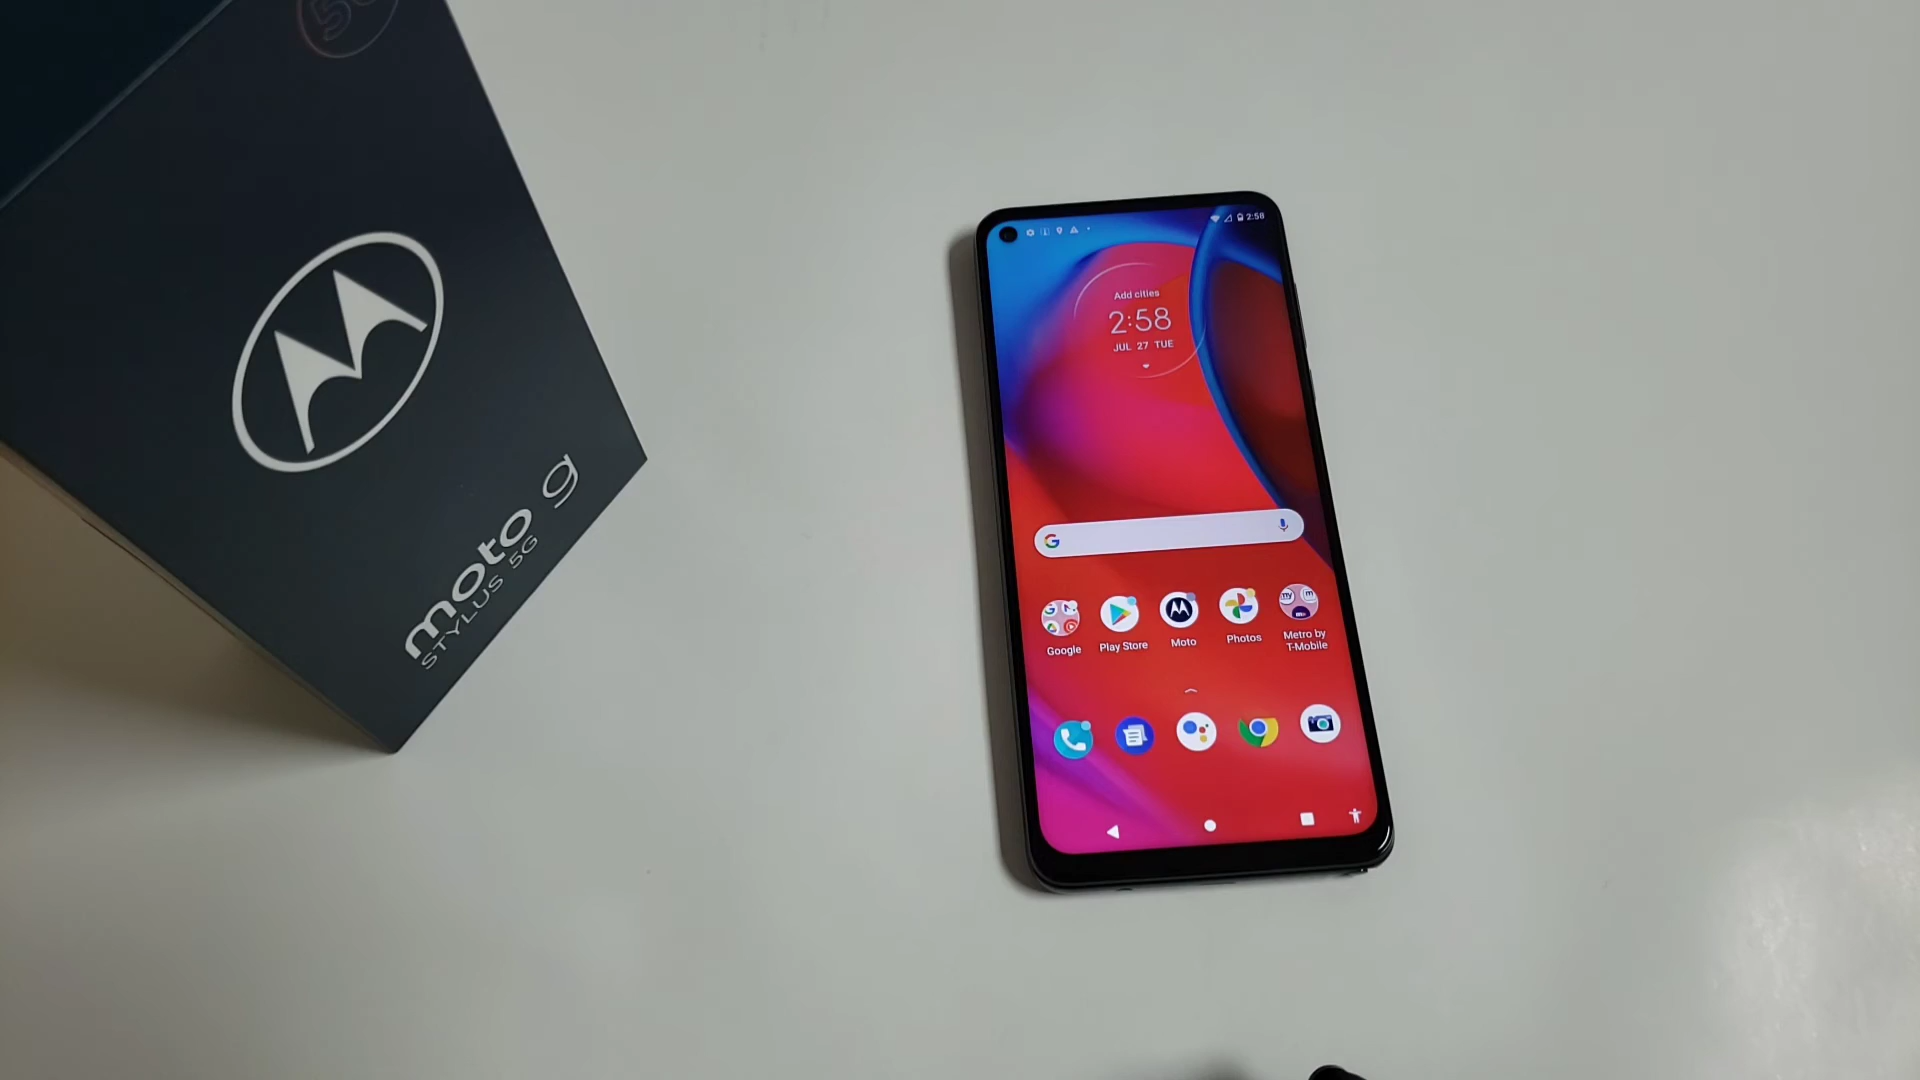 5G
moto g
STYLUS 5G
2:58
Add cities
2:58
JUL 27 TUE
Google
Play Store
Moto
Photos
Metro by
T-Mobile